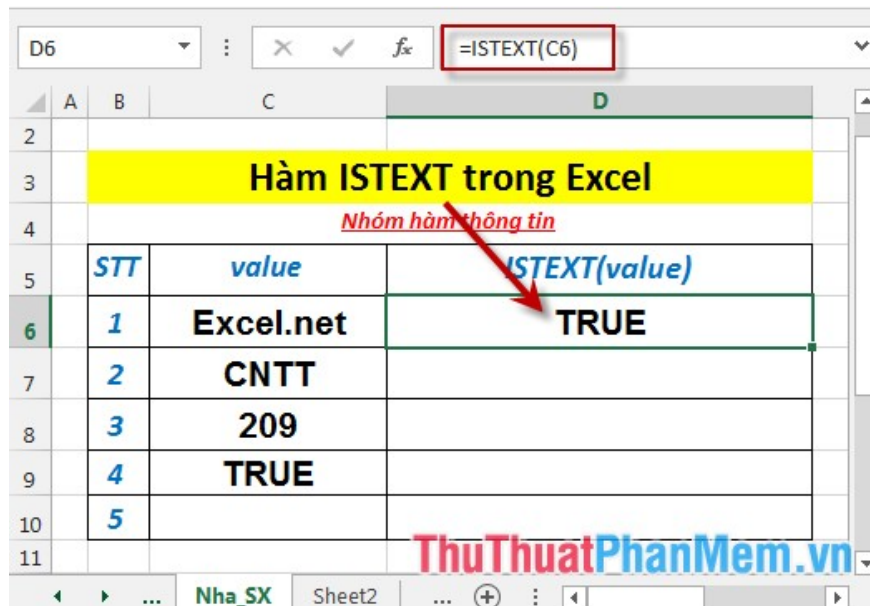 D6 fx =ISTEXT(C6)
A B C D
2
3 Hàm ISTEXT trong Excel
4 Nhóm hàm thông tin
5 STT value ISTEXT(value)
6 1 Excel.net TRUE
7 2 CNTT
8 3 209
9 4 TRUE
10 5
11
ThuThuatPhanMem.vn
... Nha_SX Sheet2 ...